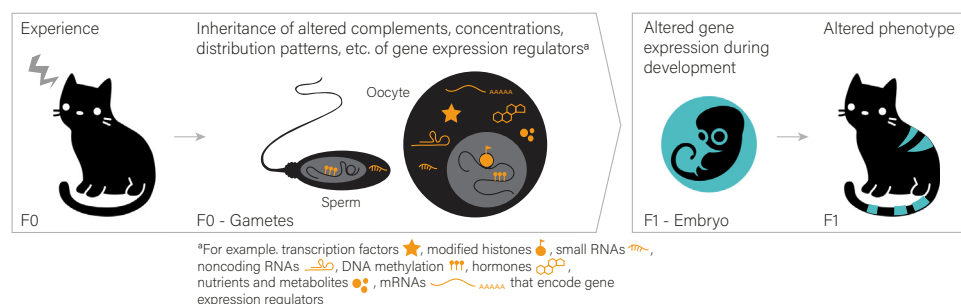 Experience
Inheritance of altered complements, concentrations,
distribution patterns, etc. of gene expression regulatorsᵃ
Altered gene
expression during
development
Altered phenotype
Oocyte
AAAAA
Sperm
F0
F0 - Gametes
F1 - Embryo
F1
ᵃFor example. transcription factors , modified histones , small RNAs ,
noncoding RNAs , DNA methylation , hormones ,
nutrients and metabolites , mRNAs AAAAA that encode gene
expression regulators